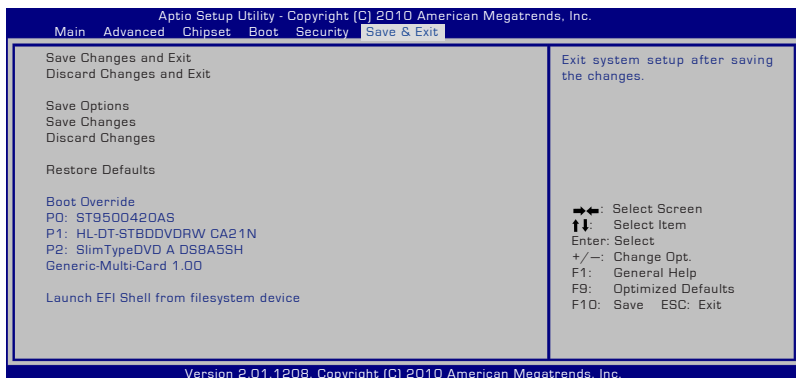 Aptio Setup Utility - Copyright (C) 2010 American Megatrends, Inc.
Main Advanced Chipset Boot Security Save & Exit
Save Changes and Exit
Discard Changes and Exit
Save Options
Save Changes
Discard Changes
Restore Defaults
Boot Override
P0: ST9500420AS
P1: HL-DT-STBDDVDRW CA21N
P2: SlimTypeDVD A DS8A5SH
Generic-Multi-Card 1.00
Launch EFI Shell from filesystem device
Exit system setup after saving
the changes.
→←: Select Screen
↑↓: Select Item
Enter: Select
+/−: Change Opt.
F1: General Help
F9: Optimized Defaults
F10: Save ESC: Exit
Version 2.01.1208. Copyright (C) 2010 American Megatrends, Inc.